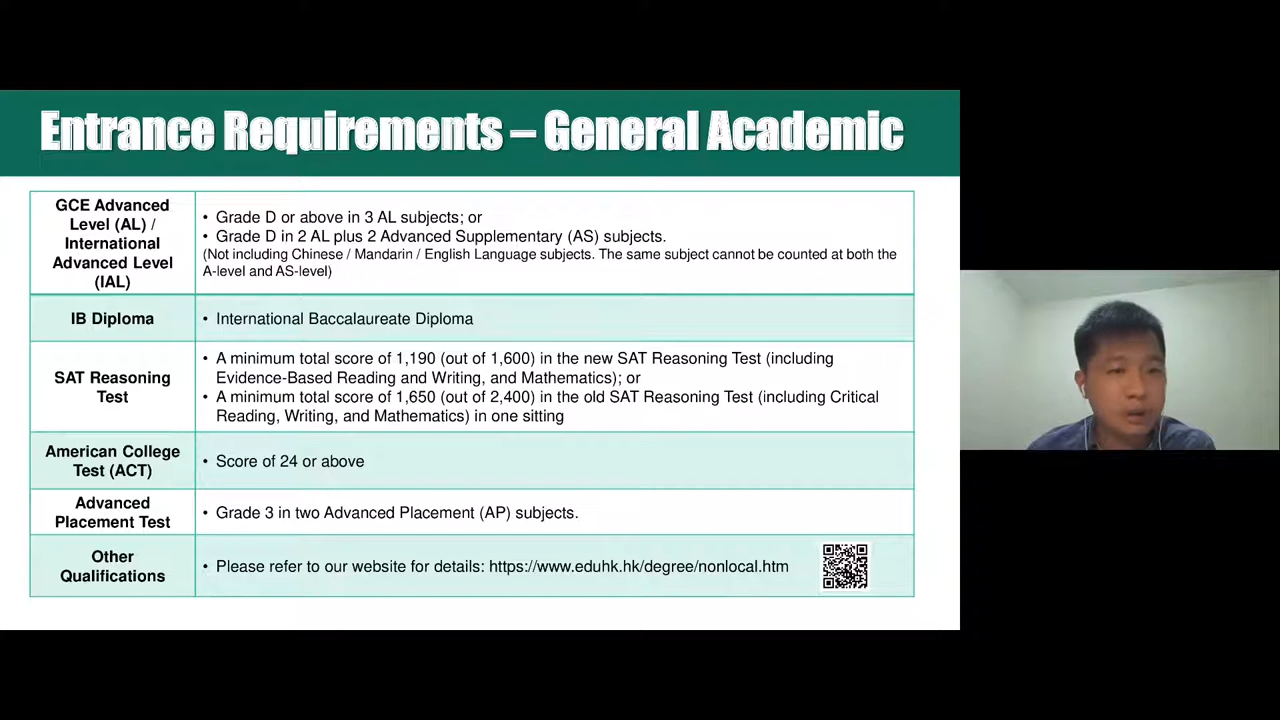 Entrance Requirements – General Academic
GCE Advanced
Level (AL) /
International
Advanced Level
(IAL)
• Grade D or above in 3 AL subjects; or
• Grade D in 2 AL plus 2 Advanced Supplementary (AS) subjects.
(Not including Chinese / Mandarin / English Language subjects. The same subject cannot be counted at both the
A-level and AS-level)
IB Diploma
• International Baccalaureate Diploma
SAT Reasoning
Test
• A minimum total score of 1,190 (out of 1,600) in the new SAT Reasoning Test (including
Evidence-Based Reading and Writing, and Mathematics); or
• A minimum total score of 1,650 (out of 2,400) in the old SAT Reasoning Test (including Critical
Reading, Writing, and Mathematics) in one sitting
American College
Test (ACT)
• Score of 24 or above
Advanced
Placement Test
• Grade 3 in two Advanced Placement (AP) subjects.
Other
Qualifications
• Please refer to our website for details: https://www.eduhk.hk/degree/nonlocal.htm